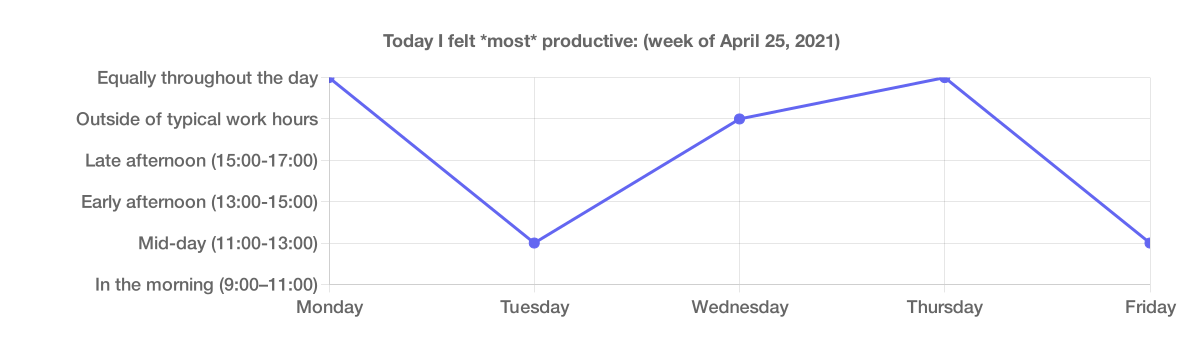 Today I felt *most* productive: (week of April 25, 2021)
Equally throughout the day
Outside of typical work hours
Late afternoon (15:00-17:00)
Early afternoon (13:00-15:00)
Mid-day (11:00-13:00)
In the morning (9:00–11:00)
Monday Tuesday Wednesday Thursday Friday